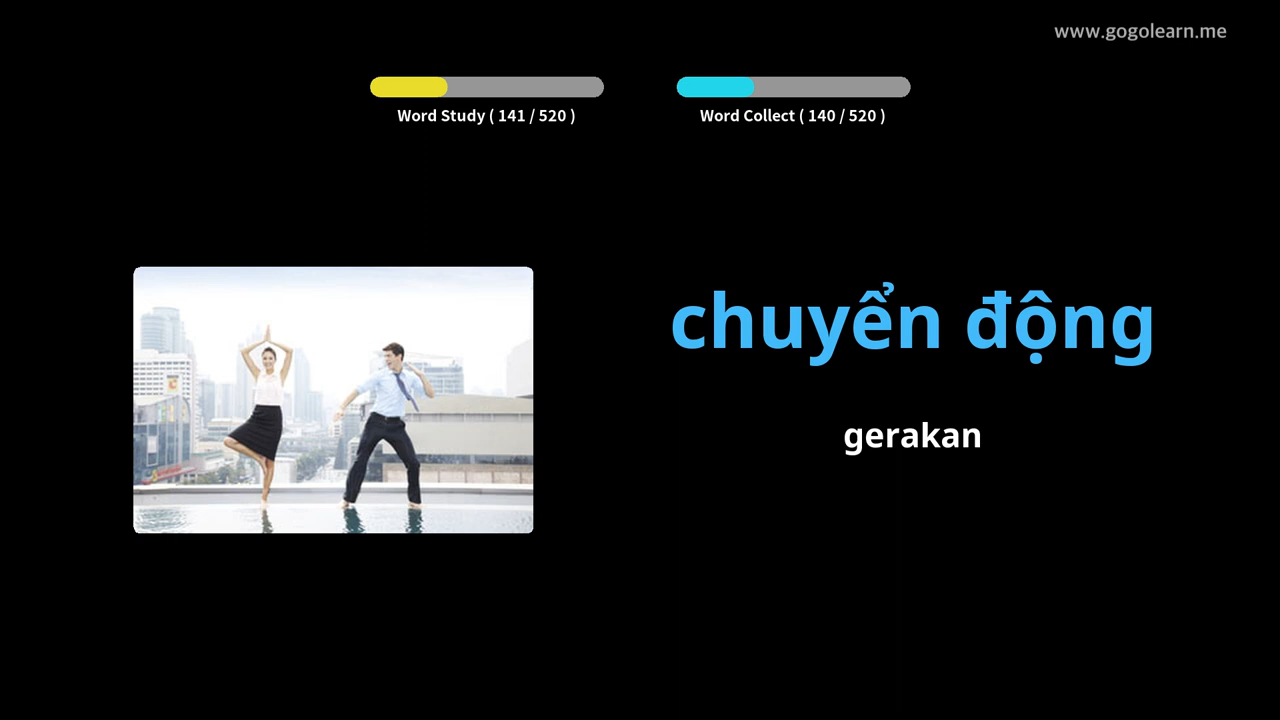 www.gogolearn.me
Word Study ( 141 / 520 )
Word Collect ( 140 / 520 )
chuyển động
gerakan